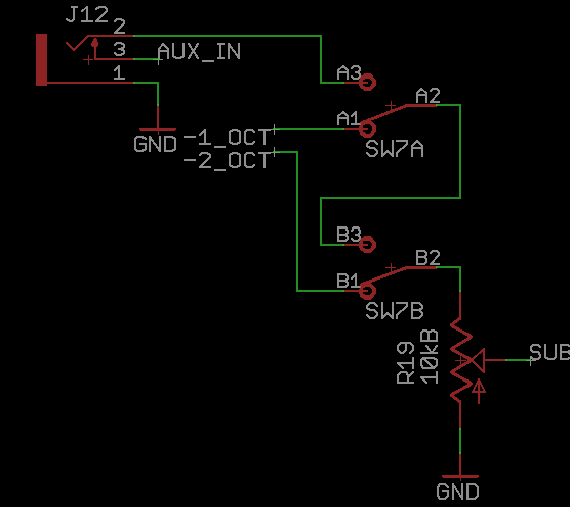 J12
2
3
AUX_IN
1
GND
A3
A2
A1
-1_OCT
SW7A
-2_OCT
B3
B2
B1
SW7B
R19
10kB
SUB
GND